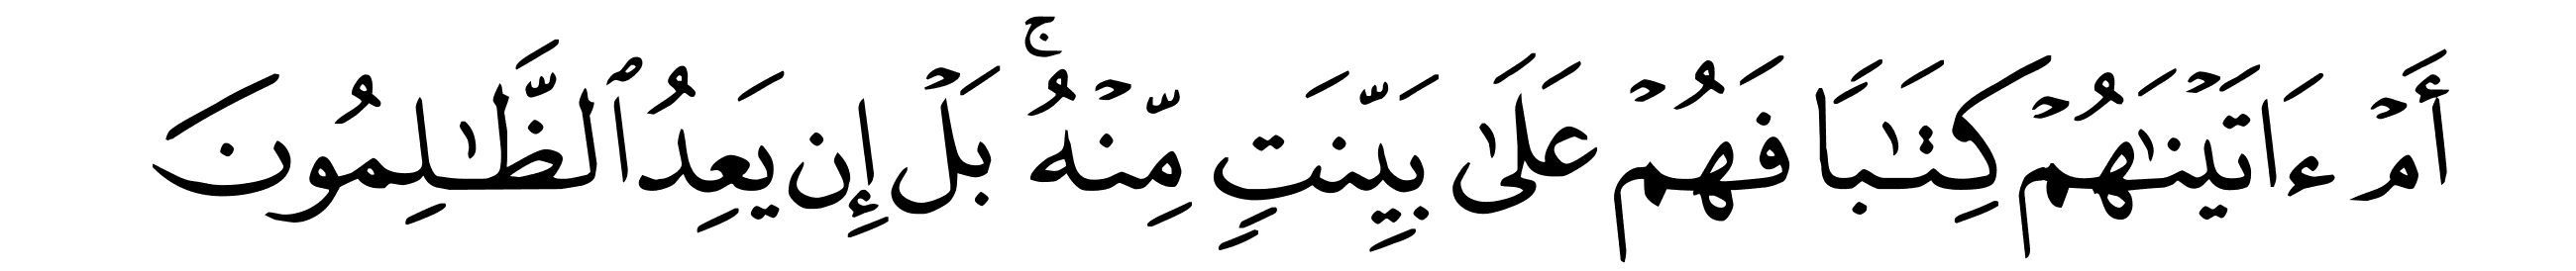 أَمْ ءَاتَيْنَٰهُمْ كِتَٰبًا فَهُمْ عَلَىٰ بَيِّنَتٍ مِّنْهُ ۚ بَلْ إِن يَعِدُ ٱلظَّٰلِمُونَ